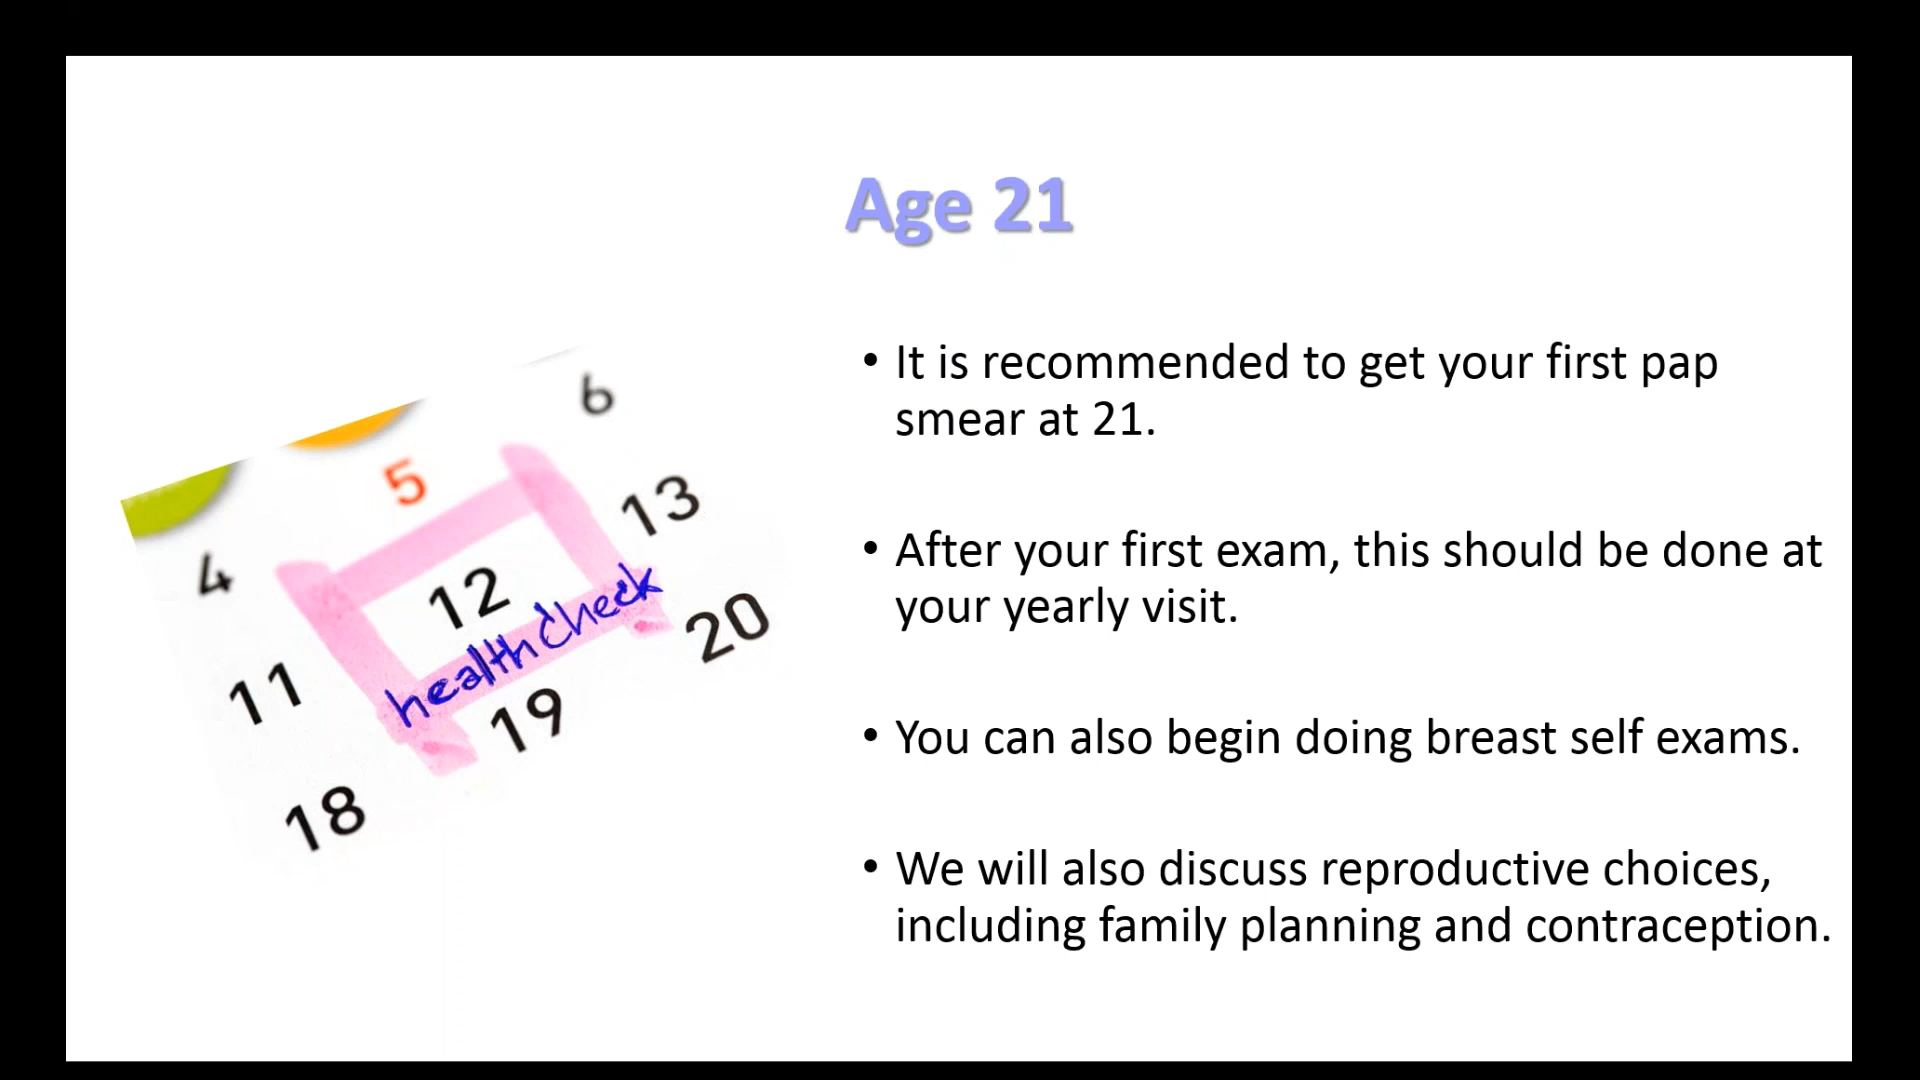 Age 21
6
5
13
4
12
healthcheck
20
11
19
18
• It is recommended to get your first pap
smear at 21.
• After your first exam, this should be done at
your yearly visit.
• You can also begin doing breast self exams.
• We will also discuss reproductive choices,
including family planning and contraception.